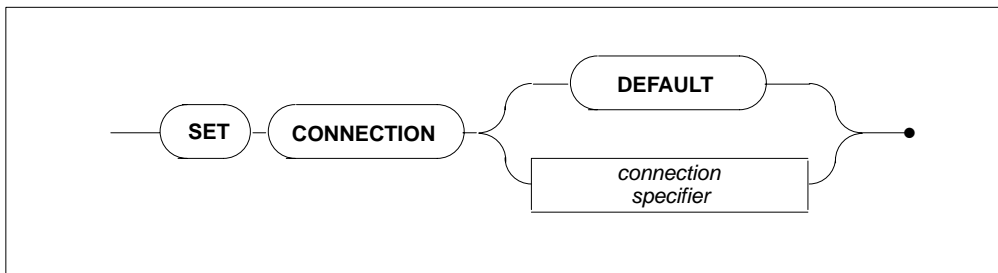 DEFAULT
SET CONNECTION
connection
specifier